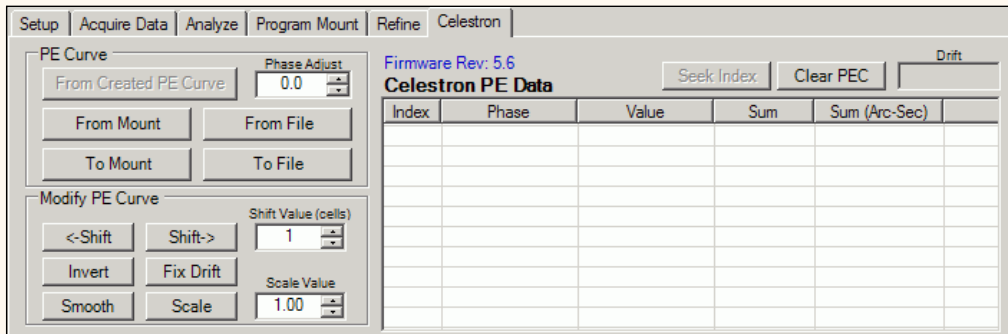 Setup Acquire Data Analyze Program Mount Refine Celestron
PE Curve
From Created PE Curve
Phase Adjust
0.0
From Mount From File
To Mount To File
Modify PE Curve
<-Shift Shift->
Shift Value (cells)
1
Invert Fix Drift
Scale Value
Smooth Scale 1.00
Firmware Rev: 5.6
Celestron PE Data
Seek Index Clear PEC
Drift
Index Phase Value Sum Sum (Arc-Sec)